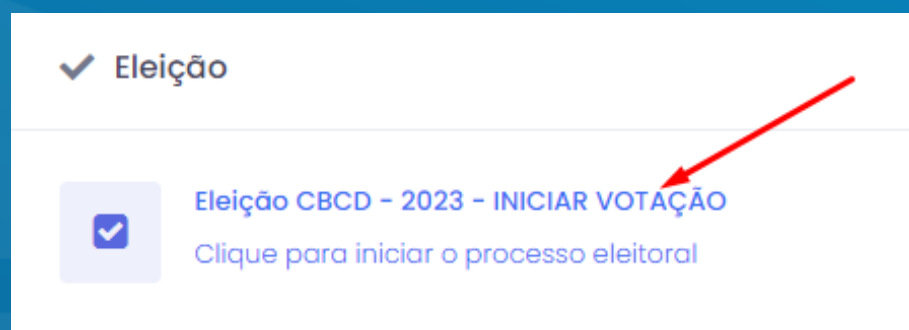 Eleição
Eleição CBCD - 2023 - INICIAR VOTAÇÃO
Clique para iniciar o processo eleitoral